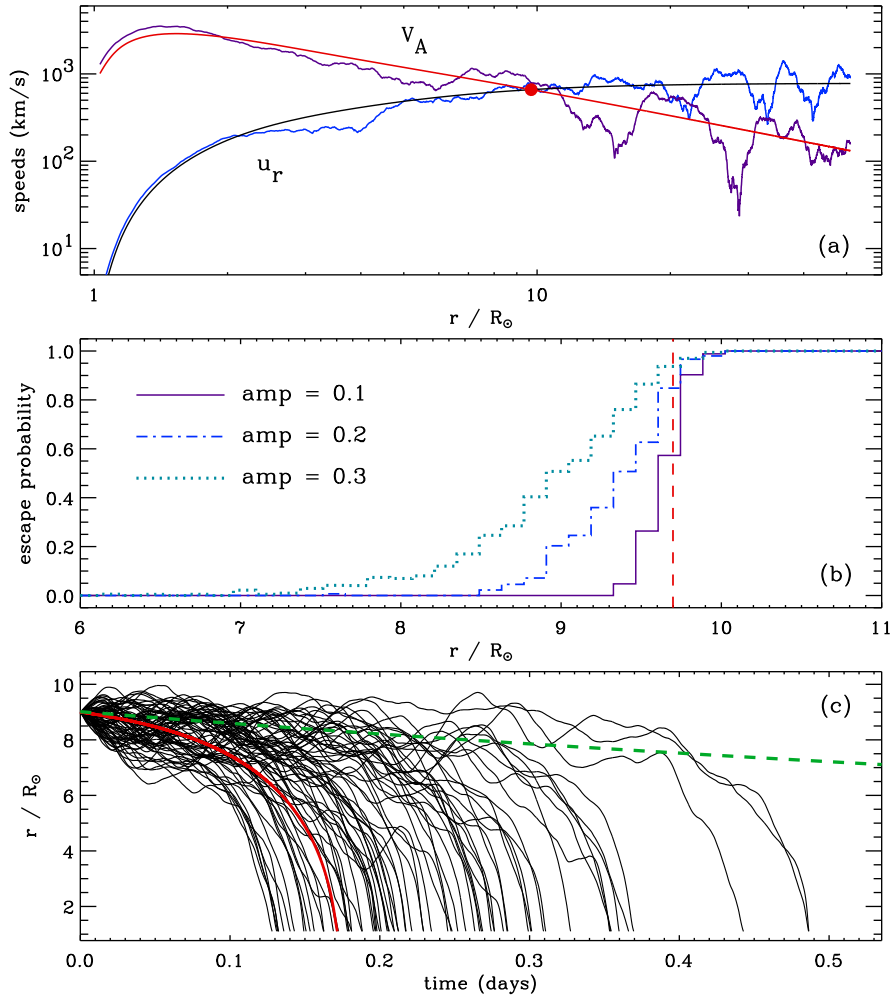 speeds (km/s)
10³
10²
10¹
V_A
u_r
(a)
1
10
r / R☉
escape probability
1.0
0.8
0.6
0.4
0.2
0.0
amp = 0.1
amp = 0.2
amp = 0.3
(b)
6
7
8
9
10
11
r / R☉
r / R☉
10
8
6
4
2
(c)
0.0
0.1
0.2
0.3
0.4
0.5
time (days)